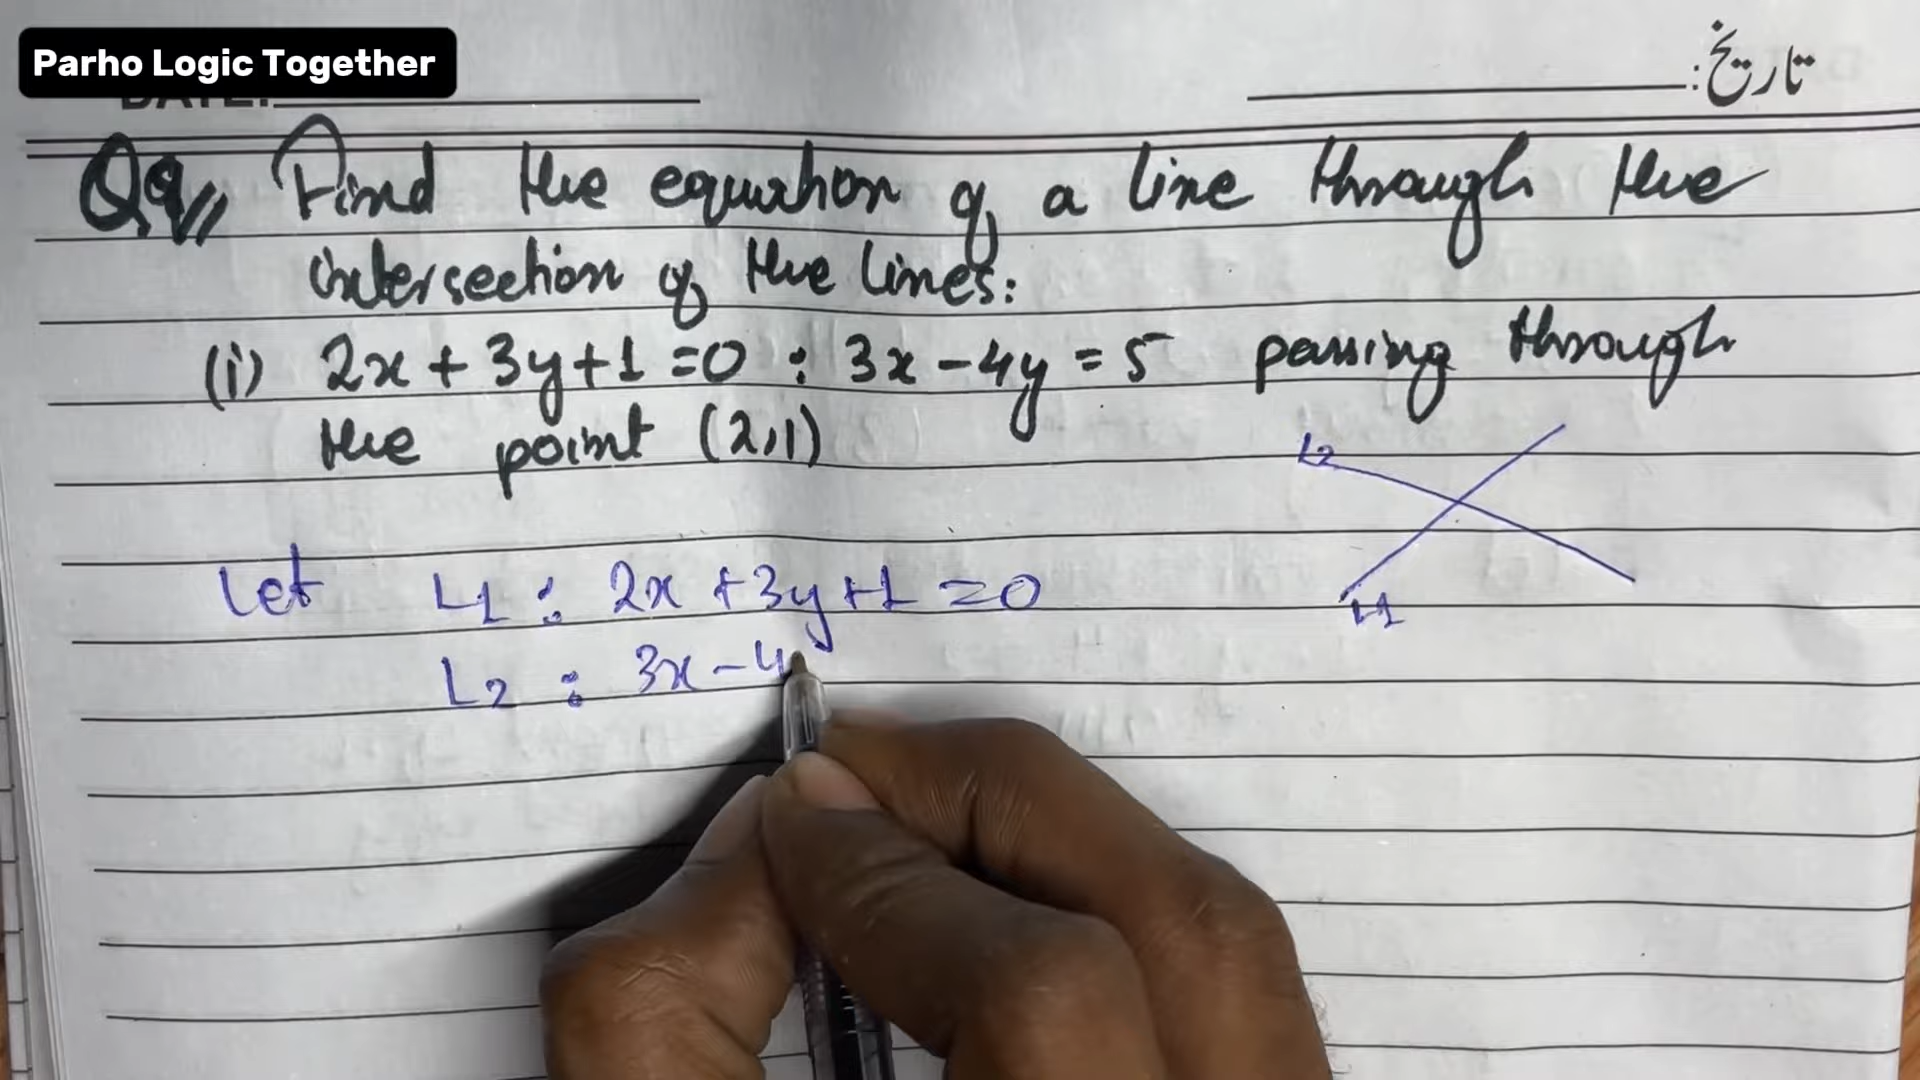 Parho Logic Together
DATE: تاریخ:
Q9 Find the equation of a line through the
intersection of the lines:
(i) 2x + 3y + 1 = 0 ; 3x - 4y = 5 passing through
the point (2,1)
L2
L1
Let L1 : 2x + 3y + 1 = 0
L2 : 3x - 4